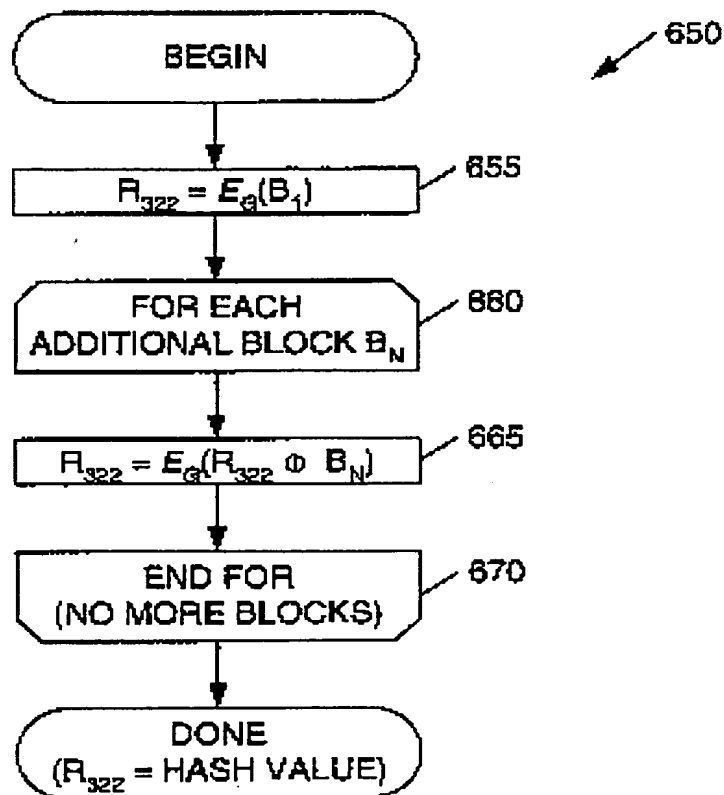 BEGIN
650
655
R322 = EG(B1)
660
FOR EACH
ADDITIONAL BLOCK BN
665
R322 = EG(R322 Φ BN)
670
END FOR
(NO MORE BLOCKS)
DONE
(R322 = HASH VALUE)